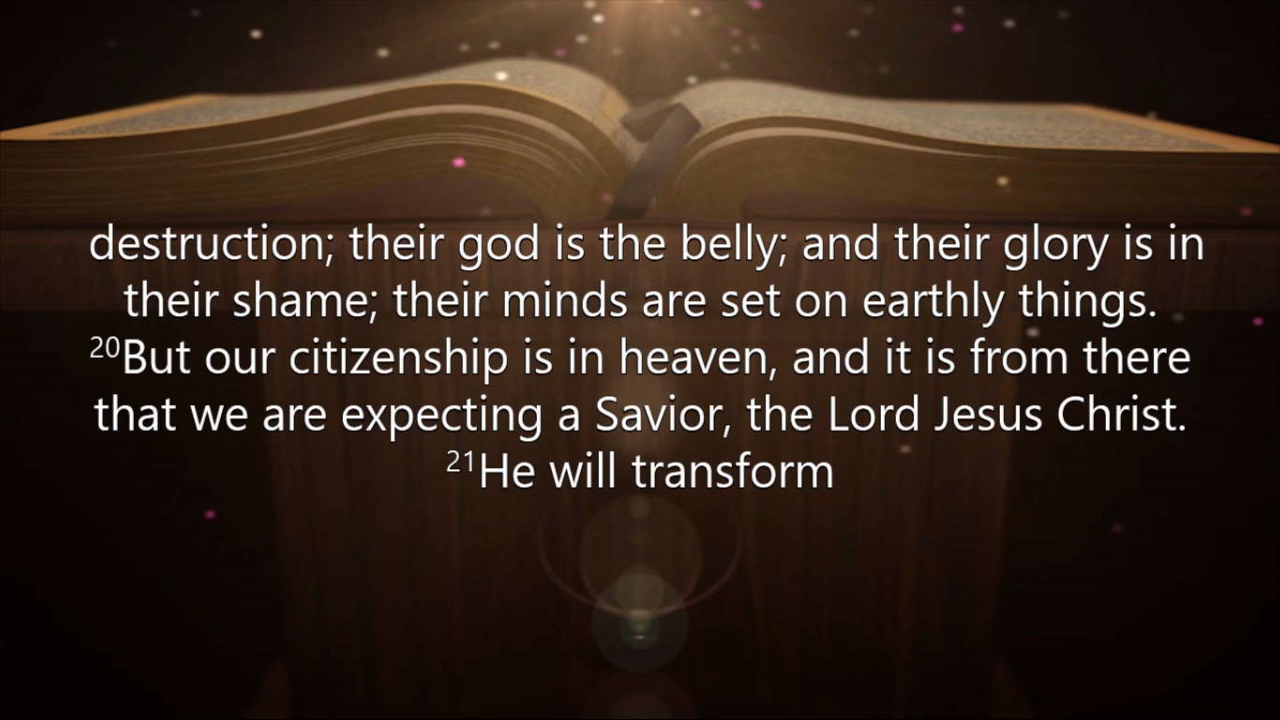 destruction; their god is the belly; and their glory is in
their shame; their minds are set on earthly things.
20But our citizenship is in heaven, and it is from there
that we are expecting a Savior, the Lord Jesus Christ.
21He will transform